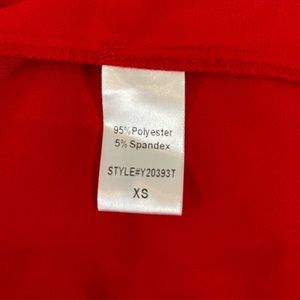 95%Polyester
5% Spandex
STYLE#Y20393T
XS